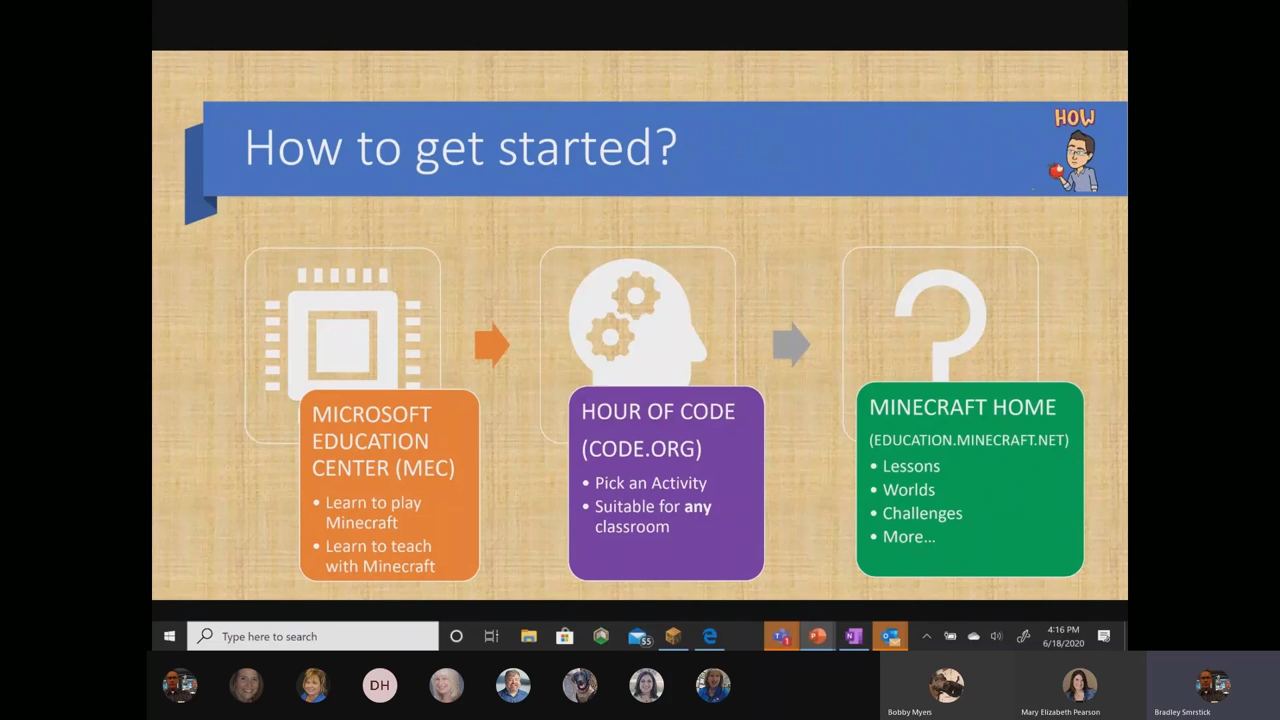 HOW
How to get started?
MICROSOFT
EDUCATION
CENTER (MEC)
• Learn to play
Minecraft
• Learn to teach
with Minecraft
HOUR OF CODE
(CODE.ORG)
• Pick an Activity
• Suitable for any
classroom
MINECRAFT HOME
(EDUCATION.MINECRAFT.NET)
• Lessons
• Worlds
• Challenges
• More...
Type here to search
55
1
4:16 PM
6/18/2020
DH
Bobby Myers
Mary Elizabeth Pearson
Bradley Smrstick